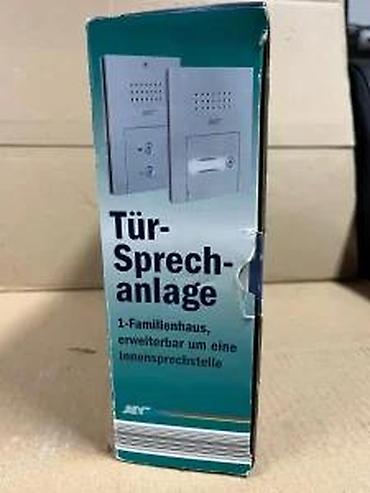 Tür-
Sprech-
anlage
1-Familienhaus,
erweiterbar um eine
Innensprechstelle